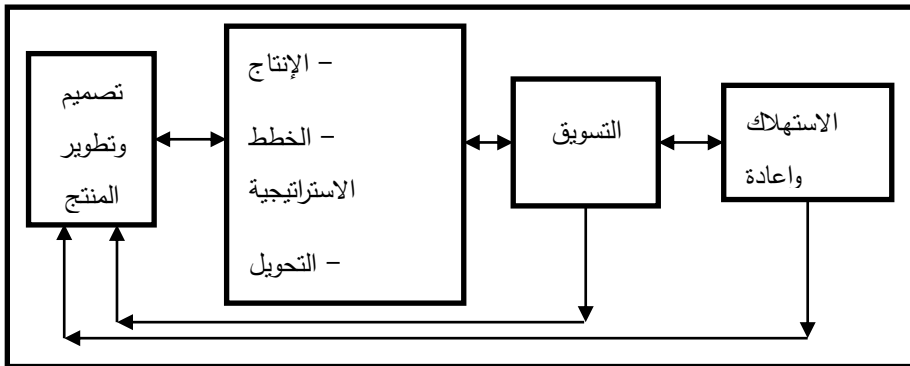 تصميم
وتطوير
المنتج
– الإنتاج
– الخطط
الاستراتيجية
– التحويل
التسويق
الاستهلاك
واعادة